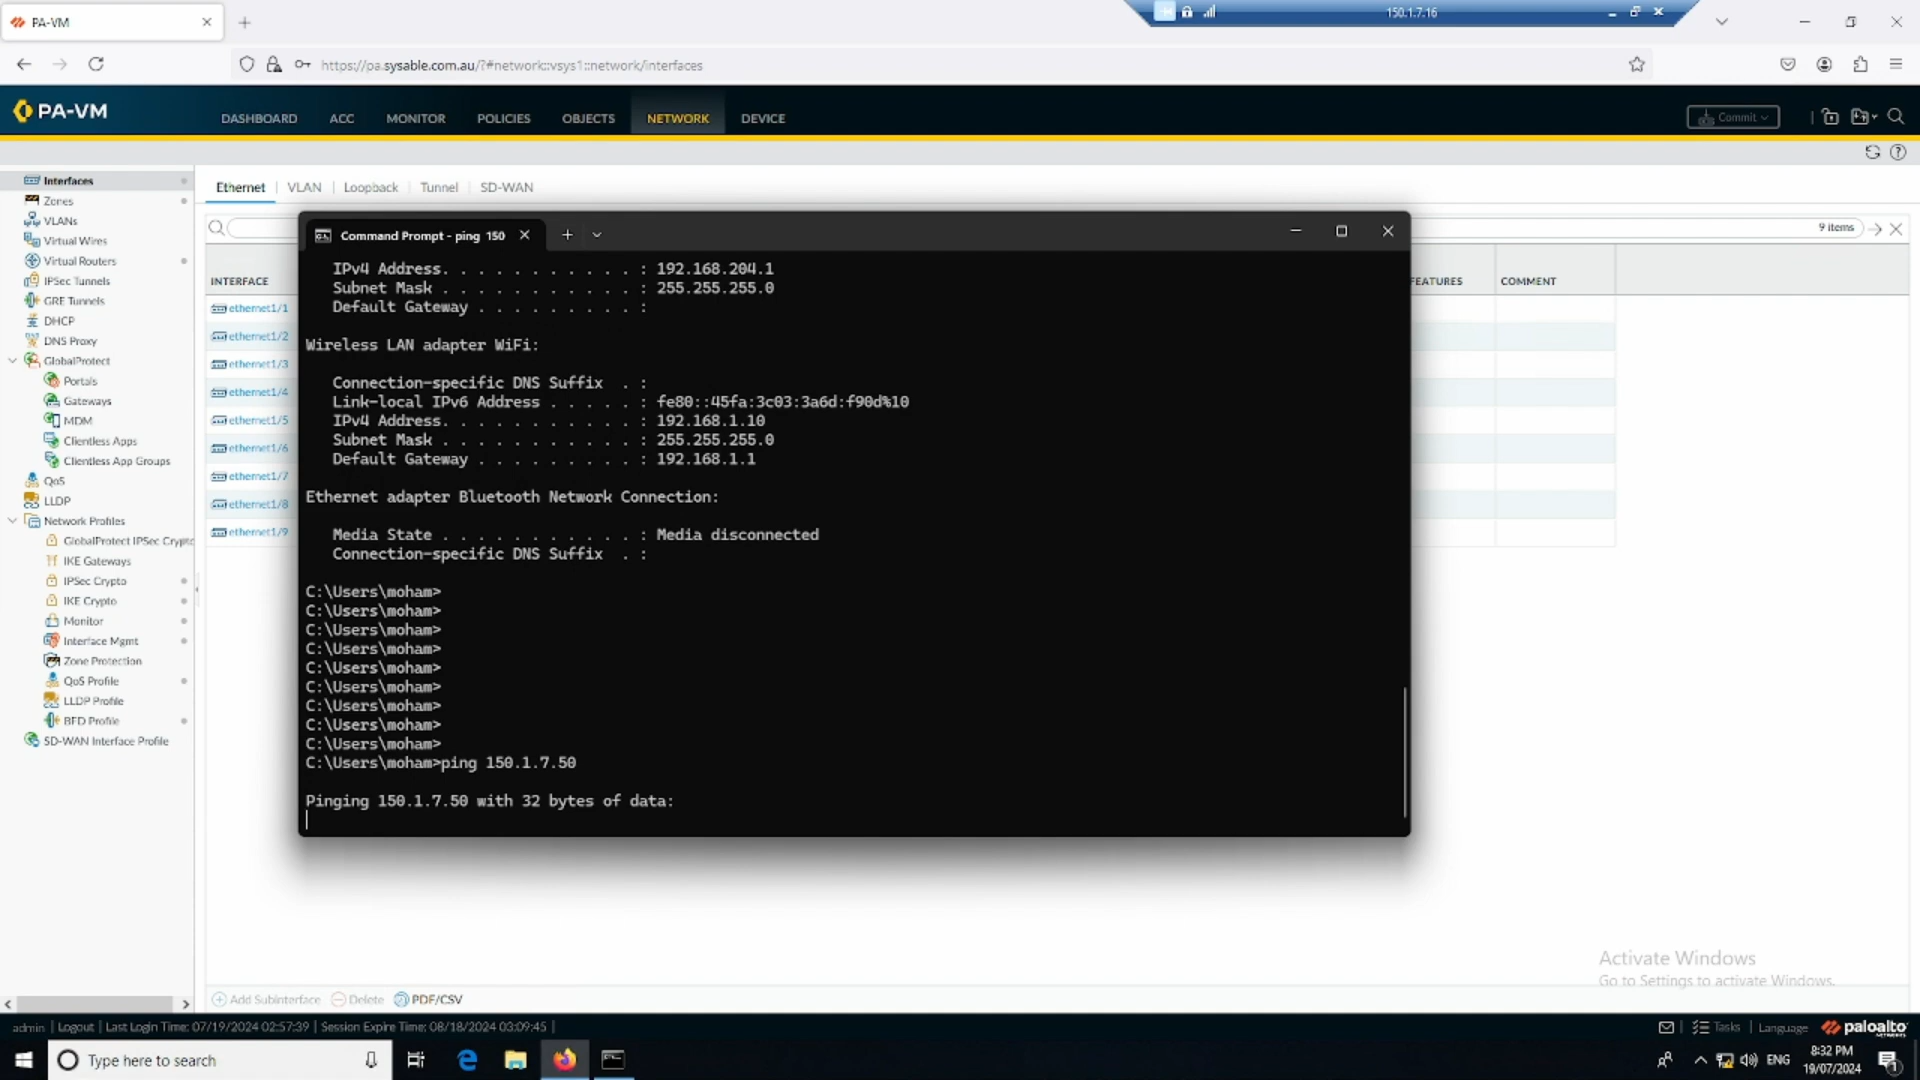 PA-VM
150.1.7.16
https://pa.sysable.com.au/?#network::vsys1::network/interfaces
PA-VM
DASHBOARD ACC MONITOR POLICIES OBJECTS NETWORK DEVICE
Commit
Interfaces
Zones
VLANs
Virtual Wires
Virtual Routers
IPSec Tunnels
GRE Tunnels
DHCP
DNS Proxy
GlobalProtect
Portals
Gateways
MDM
Clientless Apps
Clientless App Groups
QoS
LLDP
Network Profiles
GlobalProtect IPSec Crypto
IKE Gateways
IPSec Crypto
IKE Crypto
Monitor
Interface Mgmt
Zone Protection
QoS Profile
LLDP Profile
BFD Profile
SD-WAN Interface Profile
Ethernet VLAN Loopback Tunnel SD-WAN
9 items
INTERFACE FEATURES COMMENT
ethernet1/1
ethernet1/2
ethernet1/3
ethernet1/4
ethernet1/5
ethernet1/6
ethernet1/7
ethernet1/8
ethernet1/9
Command Prompt - ping 150
IPv4 Address. . . . . . . . . . . : 192.168.204.1
Subnet Mask . . . . . . . . . . . : 255.255.255.0
Default Gateway . . . . . . . . . :
Wireless LAN adapter WiFi:
Connection-specific DNS Suffix . :
Link-local IPv6 Address . . . . . : fe80::45fa:3c03:3a6d:f90d%10
IPv4 Address. . . . . . . . . . . : 192.168.1.10
Subnet Mask . . . . . . . . . . . : 255.255.255.0
Default Gateway . . . . . . . . . : 192.168.1.1
Ethernet adapter Bluetooth Network Connection:
Media State . . . . . . . . . . . : Media disconnected
Connection-specific DNS Suffix . :
C:\Users\moham>
C:\Users\moham>
C:\Users\moham>
C:\Users\moham>
C:\Users\moham>
C:\Users\moham>
C:\Users\moham>
C:\Users\moham>
C:\Users\moham>
C:\Users\moham>ping 150.1.7.50
Pinging 150.1.7.50 with 32 bytes of data:
Activate Windows
Go to Settings to activate Windows.
Add Subinterface Delete PDF/CSV
admin | Logout | Last Login Time: 07/19/2024 02:57:39 | Session Expire Time: 08/18/2024 03:09:45 |
Tasks | Language paloalto NETWORKS
Type here to search
ENG
8:32 PM
19/07/2024
1